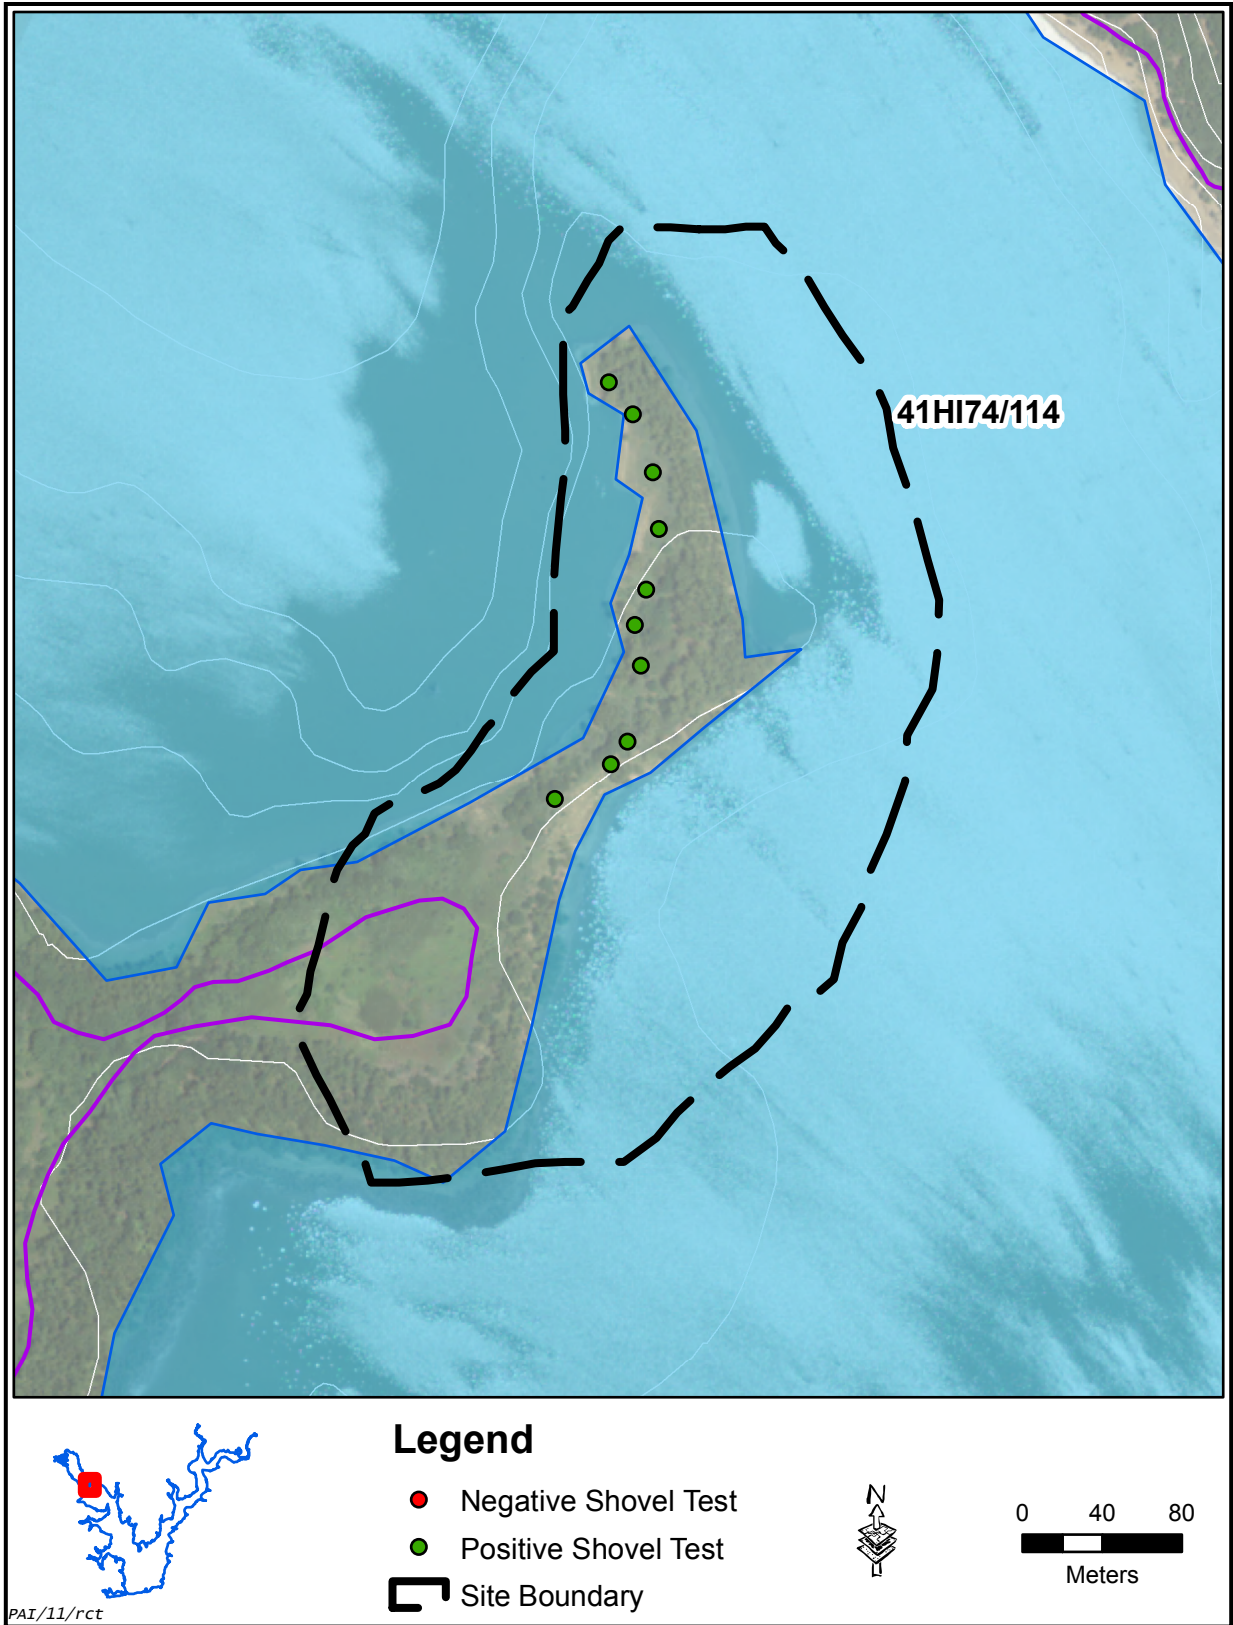 41HI74/114
Legend
Negative Shovel Test
Positive Shovel Test
Site Boundary
N
0 40 80
Meters
PAI/11/rct